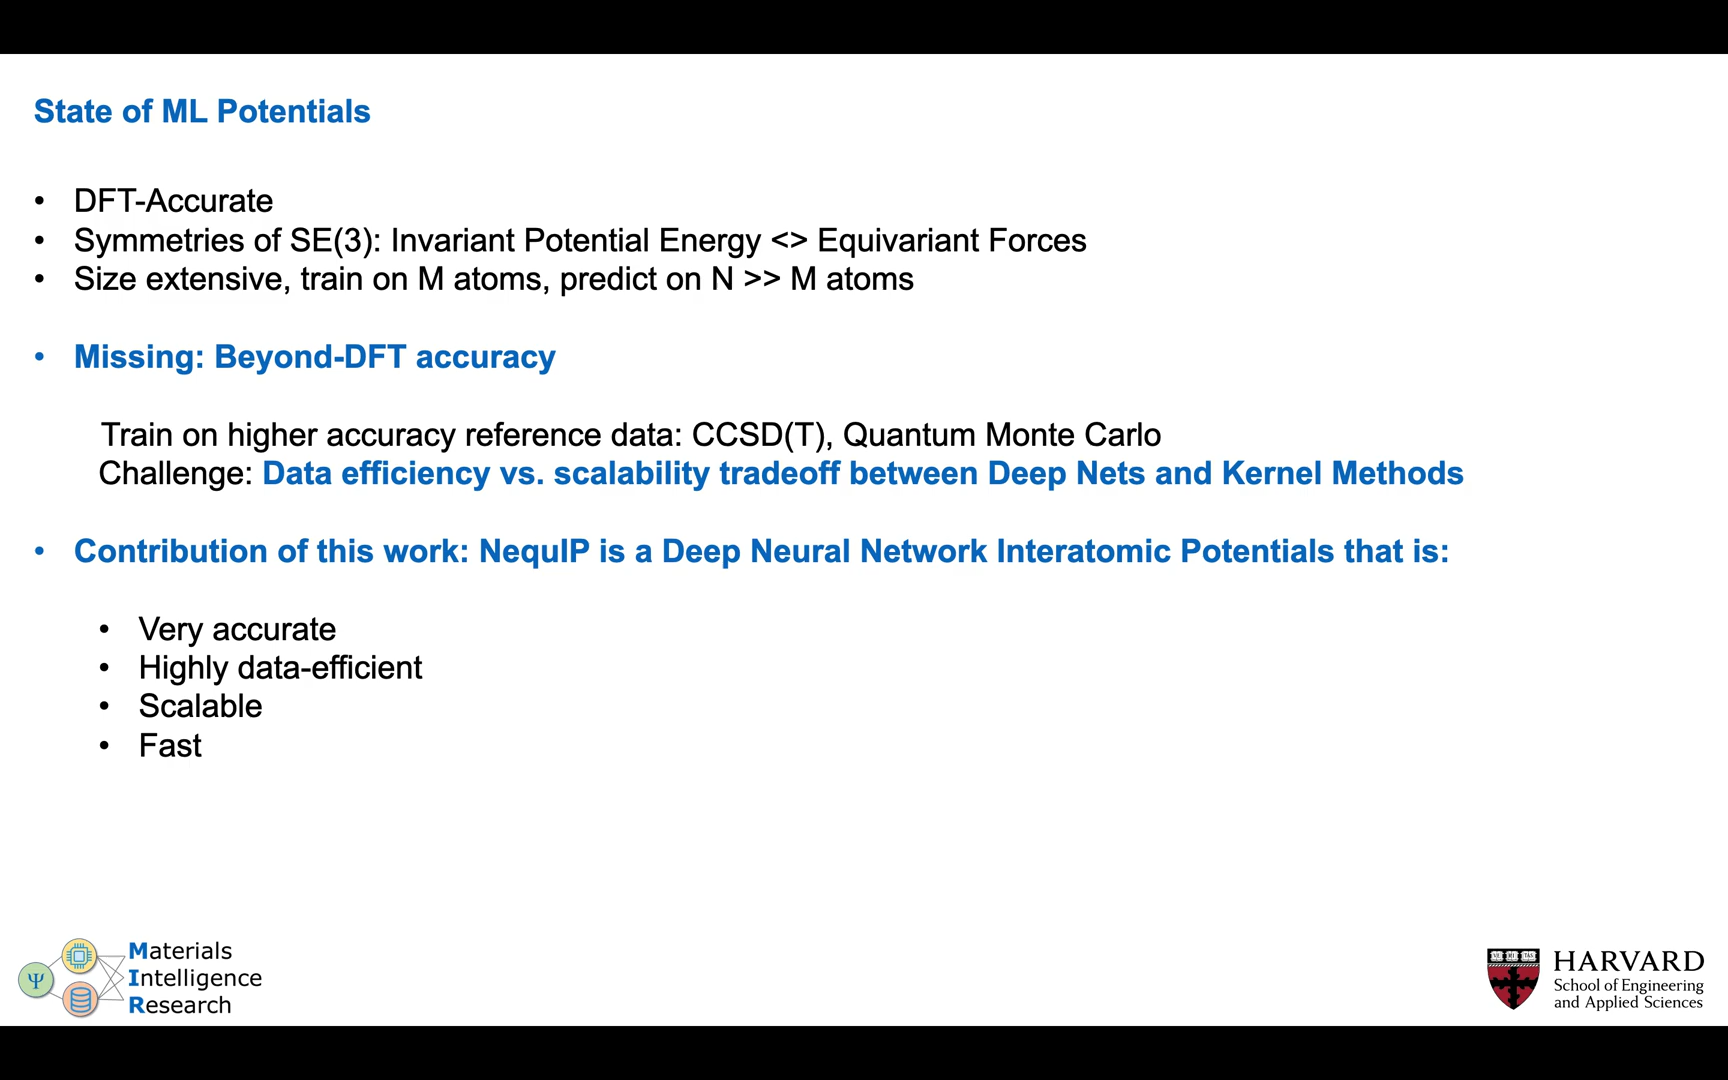 State of ML Potentials
• DFT-Accurate
• Symmetries of SE(3): Invariant Potential Energy <> Equivariant Forces
• Size extensive, train on M atoms, predict on N >> M atoms
• Missing: Beyond-DFT accuracy
Train on higher accuracy reference data: CCSD(T), Quantum Monte Carlo
Challenge: Data efficiency vs. scalability tradeoff between Deep Nets and Kernel Methods
• Contribution of this work: NequIP is a Deep Neural Network Interatomic Potentials that is:
• Very accurate
• Highly data-efficient
• Scalable
• Fast
Ψ
Materials
Intelligence
Research
VE RI TAS
HARVARD
School of Engineering
and Applied Sciences